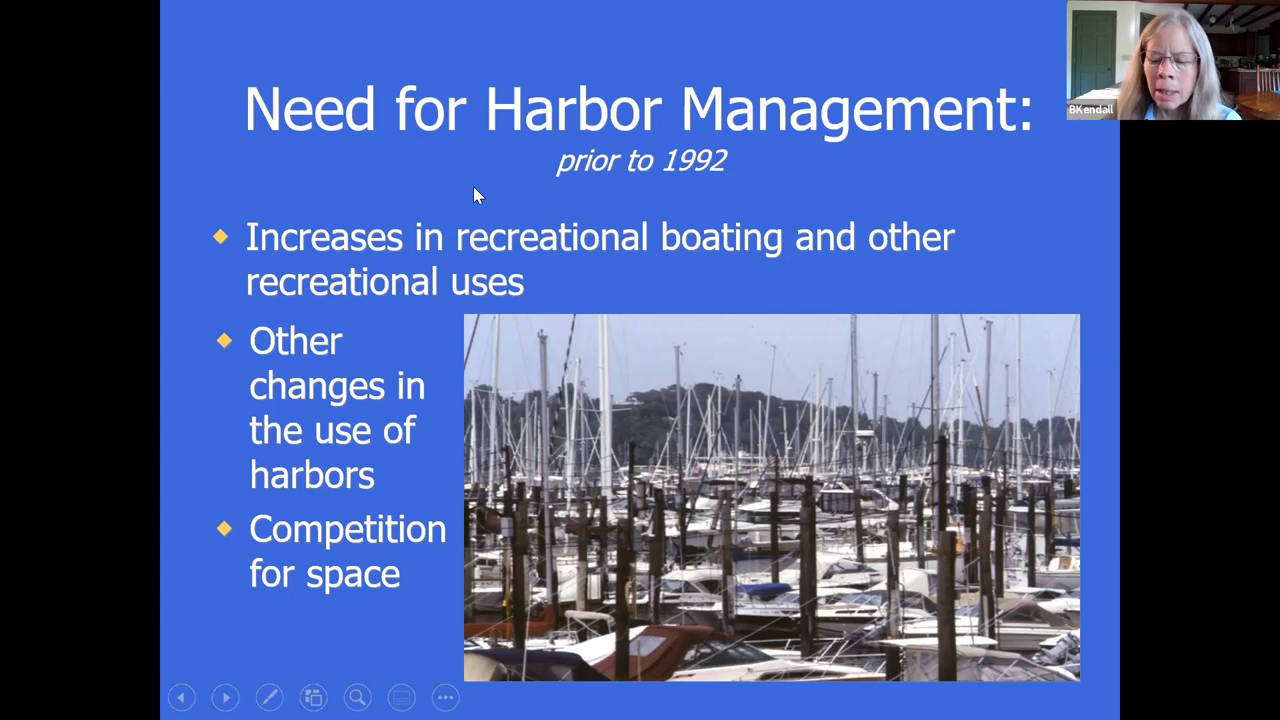 Need for Harbor Management:
prior to 1992
Increases in recreational boating and other
recreational uses
Other
changes in
the use of
harbors
Competition
for space
BKendall